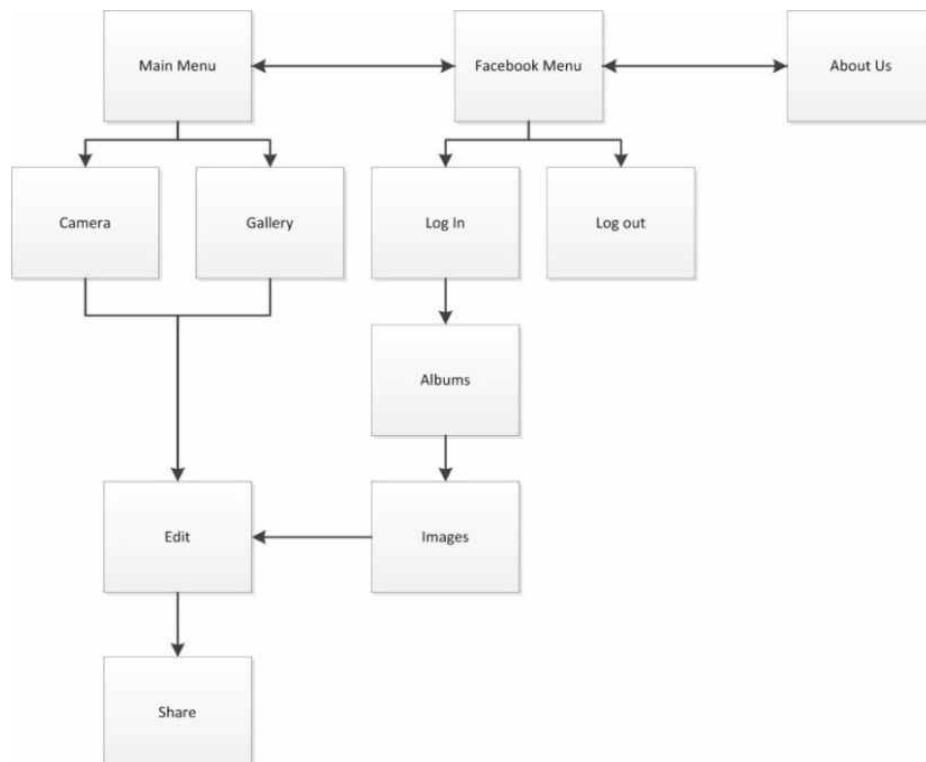 Main Menu
Facebook Menu
About Us
Camera
Gallery
Log In
Log out
Albums
Edit
Images
Share